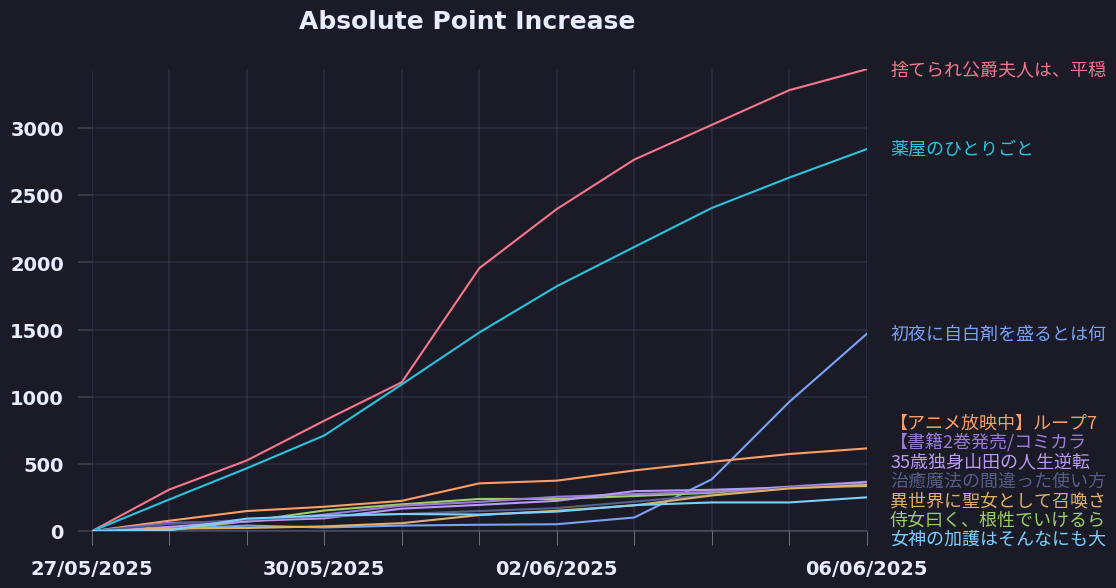 Absolute Point Increase
捨てられ公爵夫人は、平穏
3000
薬屋のひとりごと
2500
2000
1500
初夜に自白剤を盛るとは何
1000
【アニメ放映中】ループ7
【書籍2巻発売/コミカラ
500
35歳独身山田の人生逆転
治癒魔法の間違った使い方
異世界に聖女として召喚さ
侍女曰く、根性でいけるら
0
女神の加護はそんなにも大
27/05/2025
30/05/2025
02/06/2025
06/06/2025